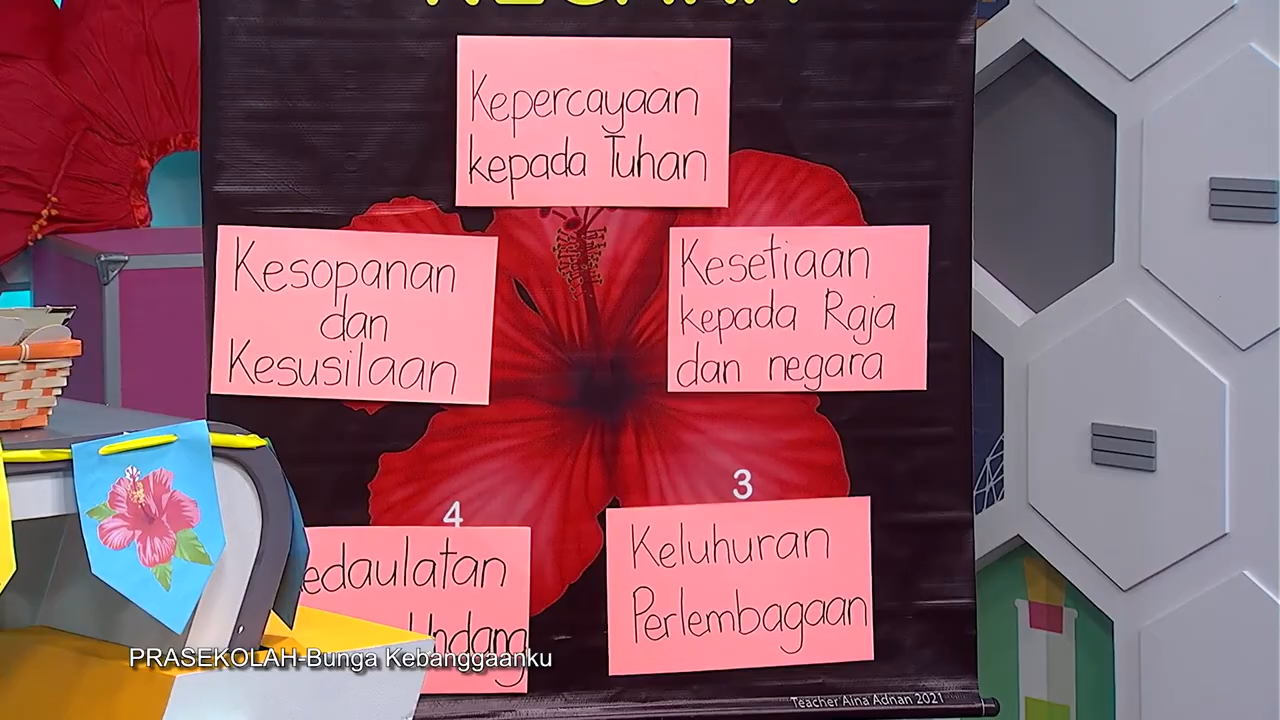 Kepercayaan
kepada Tuhan
Kesopanan
dan
Kesusilaan
Kesetiaan
kepada Raja
dan negara
4
3
edaulatan
Undang
Keluhuran
Perlembagaan
PRASEKOLAH-Bunga Kebanggaanku
Teacher Aina Adnan 2021